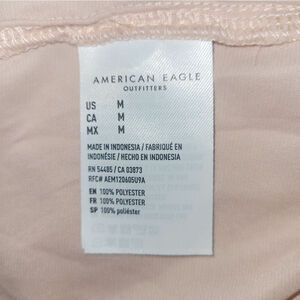 AMERICAN EAGLE
OUTFITTERS
US M
CA M
MX M
MADE IN INDONESIA / FABRIQUÉ EN
INDONÉSIE / HECHO EN INDONESIA
RN 54485 / CA 03873
RFC# AEM120605U9A
EN 100% POLYESTER
FR 100% POLYESTER
SP 100% poliéster